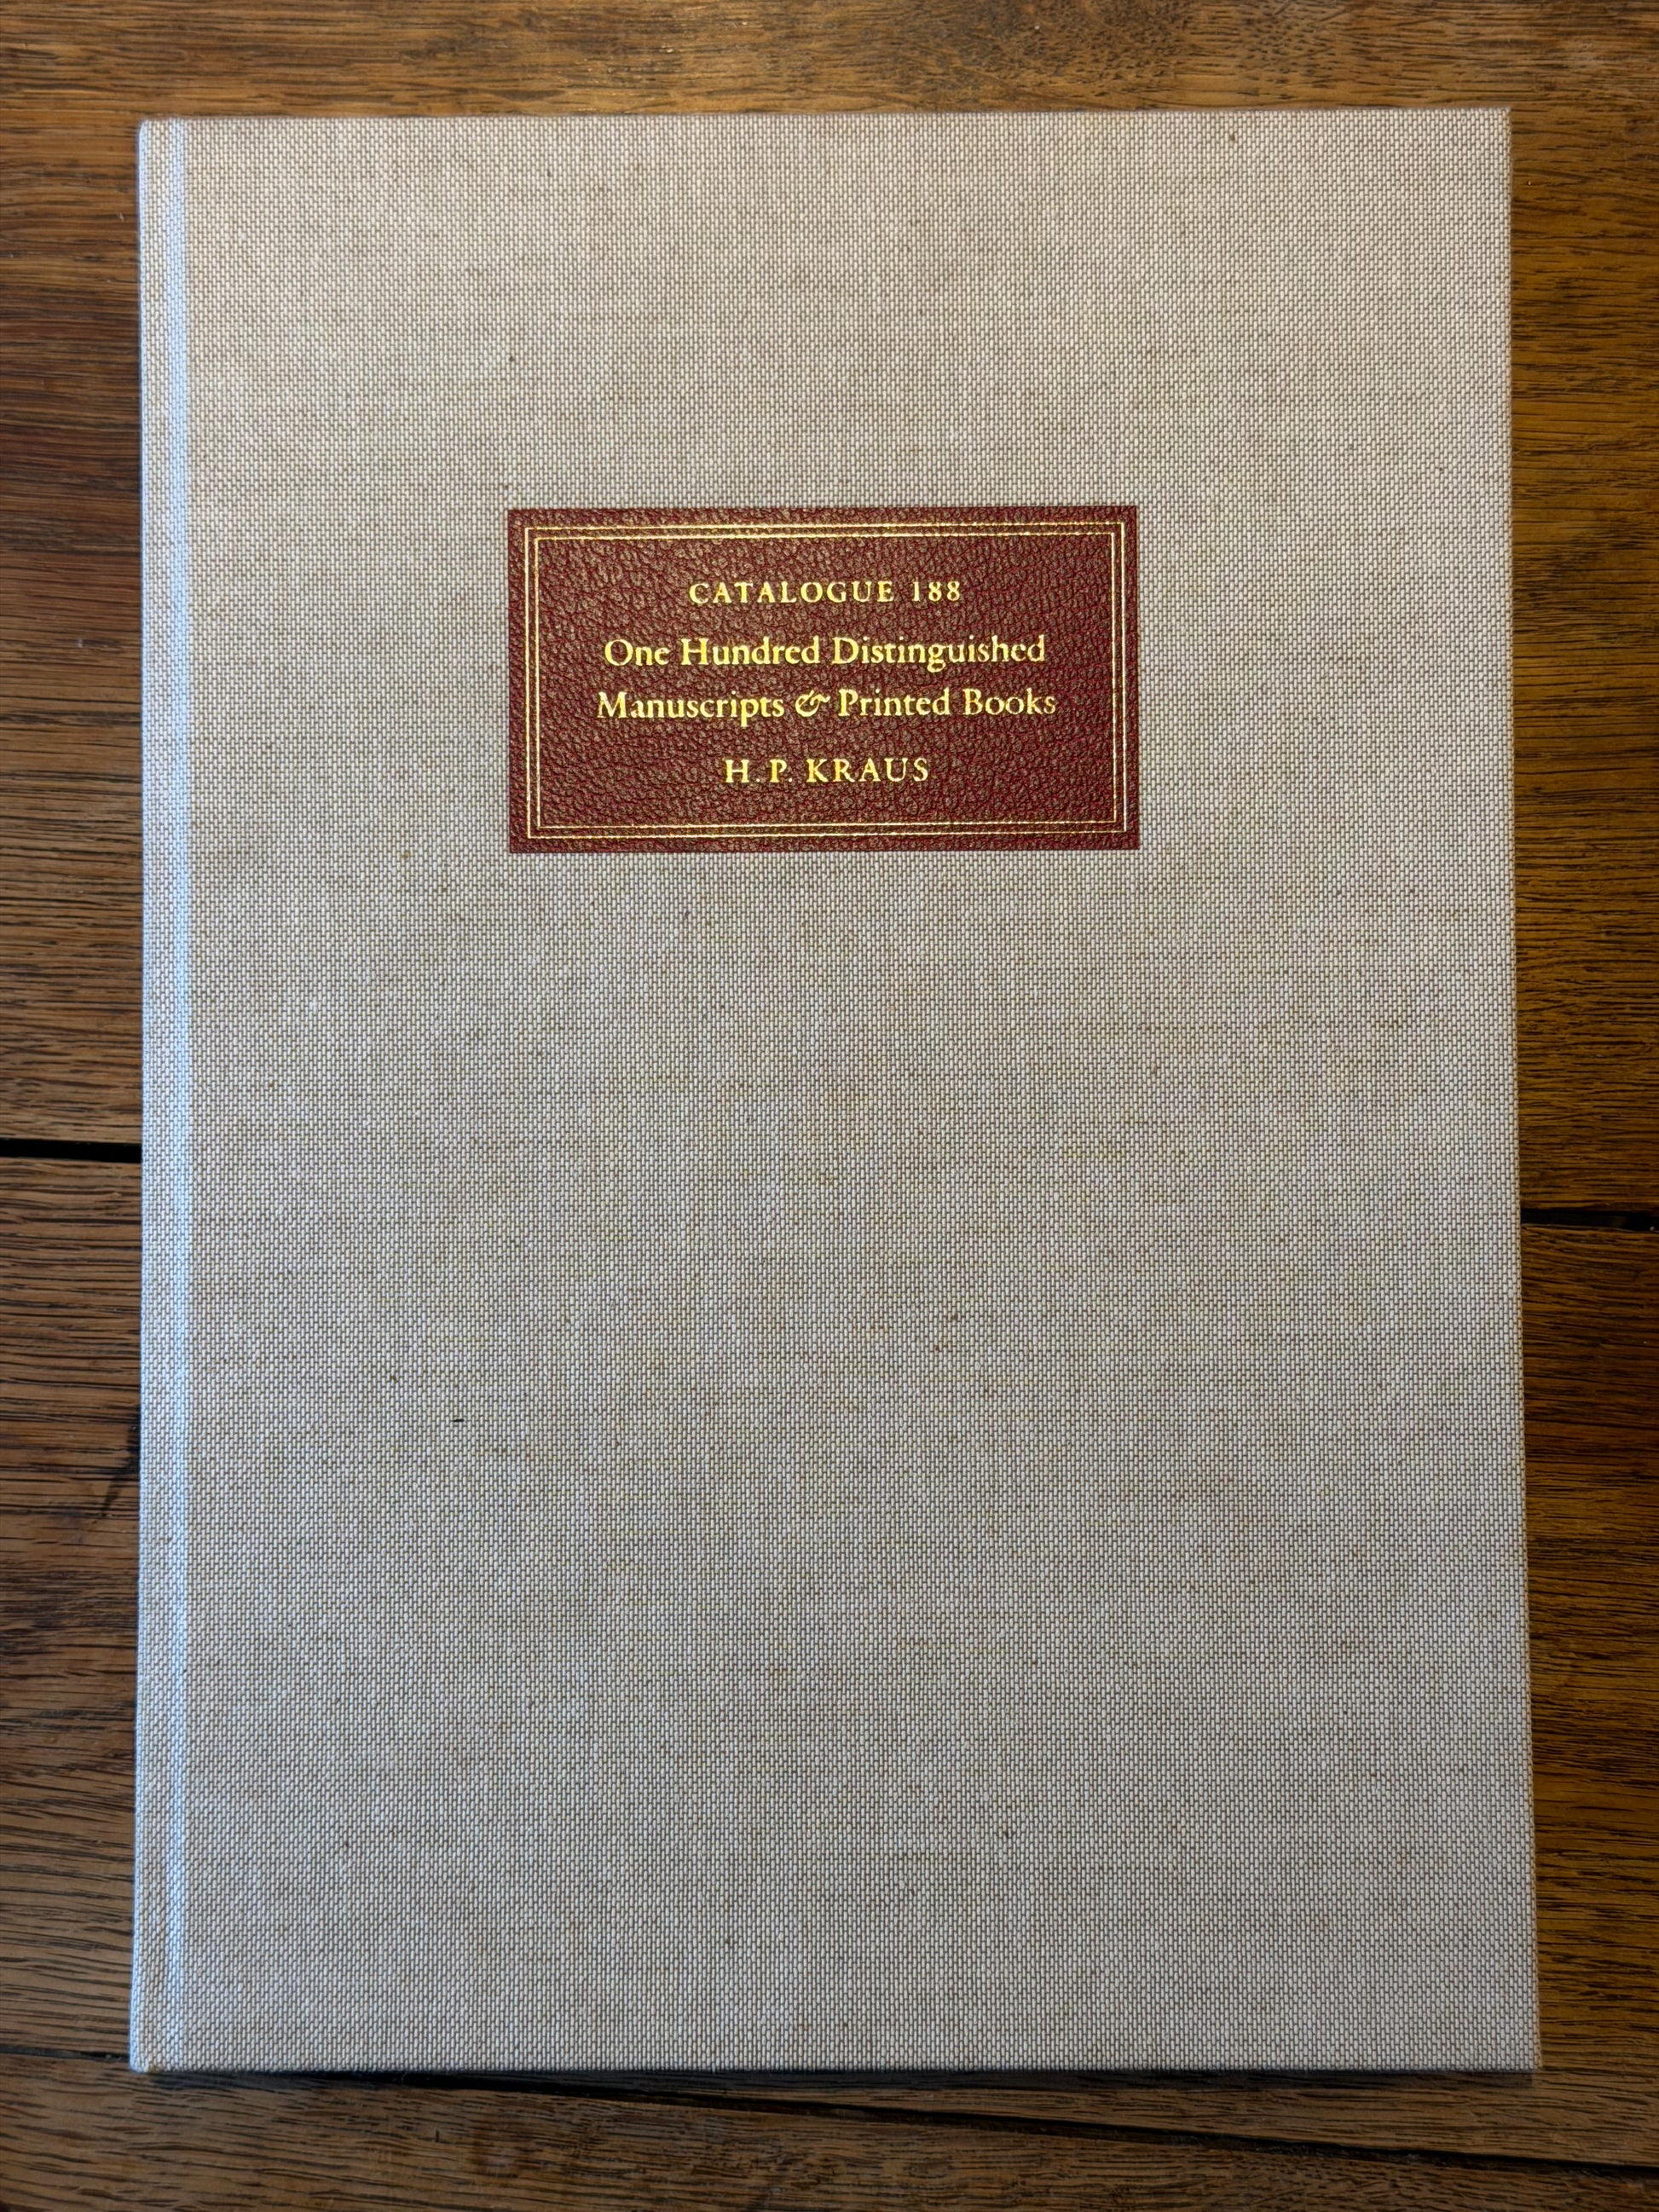 CATALOGUE 188
One Hundred Distinguished
Manuscripts & Printed Books
H. P. KRAUS